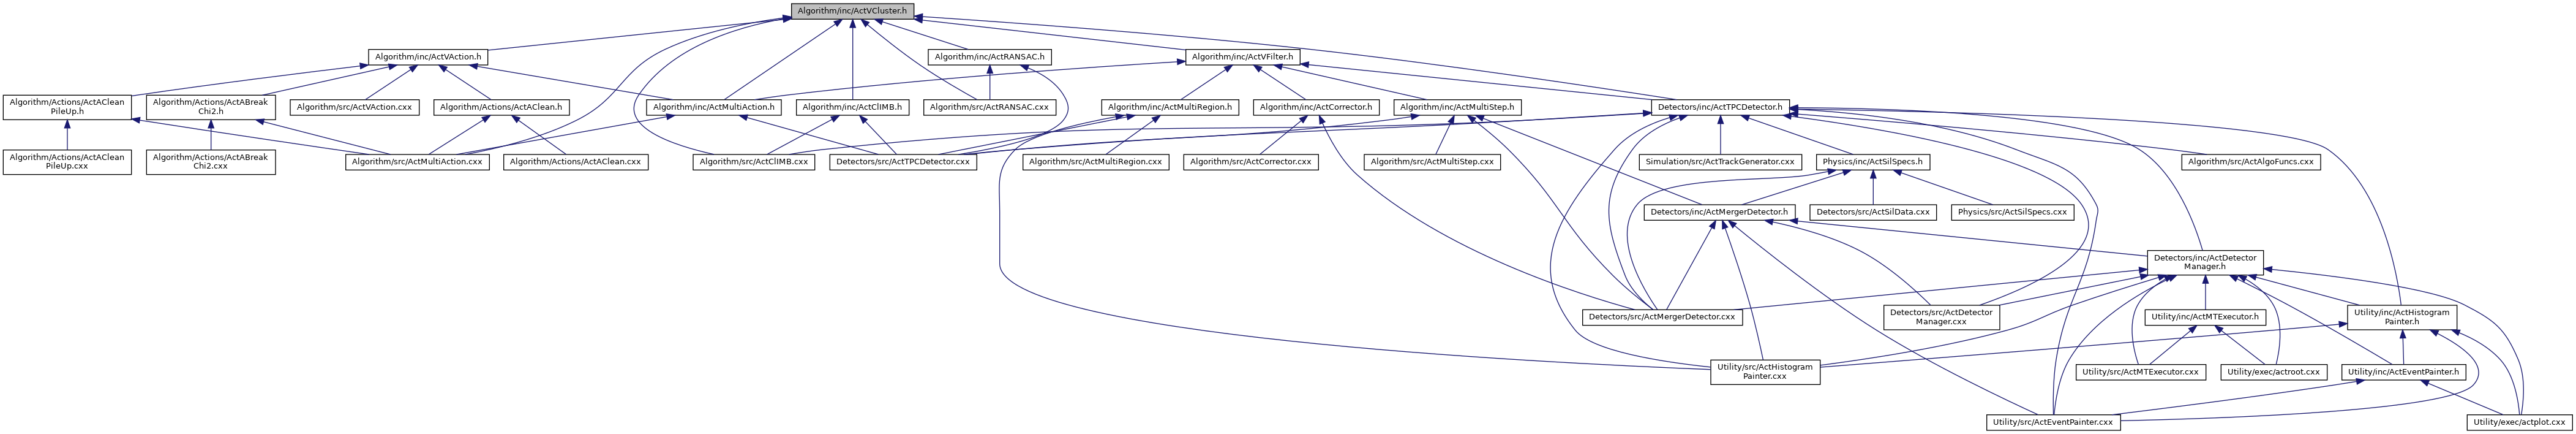 Algorithm/inc/ActVCluster.h
Algorithm/inc/ActVAction.h
Algorithm/inc/ActRANSAC.h
Algorithm/inc/ActVFilter.h
Algorithm/Actions/ActAClean
PileUp.h
Algorithm/Actions/ActABreak
Chi2.h
Algorithm/src/ActVAction.cxx
Algorithm/Actions/ActAClean.h
Algorithm/inc/ActMultiAction.h
Algorithm/inc/ActClIMB.h
Algorithm/src/ActRANSAC.cxx
Algorithm/inc/ActMultiRegion.h
Algorithm/inc/ActCorrector.h
Algorithm/inc/ActMultiStep.h
Detectors/inc/ActTPCDetector.h
Algorithm/Actions/ActAClean
PileUp.cxx
Algorithm/Actions/ActABreak
Chi2.cxx
Algorithm/src/ActMultiAction.cxx
Algorithm/Actions/ActAClean.cxx
Algorithm/src/ActClIMB.cxx
Detectors/src/ActTPCDetector.cxx
Algorithm/src/ActMultiRegion.cxx
Algorithm/src/ActCorrector.cxx
Algorithm/src/ActMultiStep.cxx
Simulation/src/ActTrackGenerator.cxx
Physics/inc/ActSilSpecs.h
Algorithm/src/ActAlgoFuncs.cxx
Detectors/inc/ActMergerDetector.h
Detectors/src/ActSilData.cxx
Physics/src/ActSilSpecs.cxx
Detectors/inc/ActDetector
Manager.h
Detectors/src/ActMergerDetector.cxx
Detectors/src/ActDetector
Manager.cxx
Utility/inc/ActMTExecutor.h
Utility/inc/ActHistogram
Painter.h
Utility/src/ActHistogram
Painter.cxx
Utility/src/ActMTExecutor.cxx
Utility/exec/actroot.cxx
Utility/inc/ActEventPainter.h
Utility/src/ActEventPainter.cxx
Utility/exec/actplot.cxx